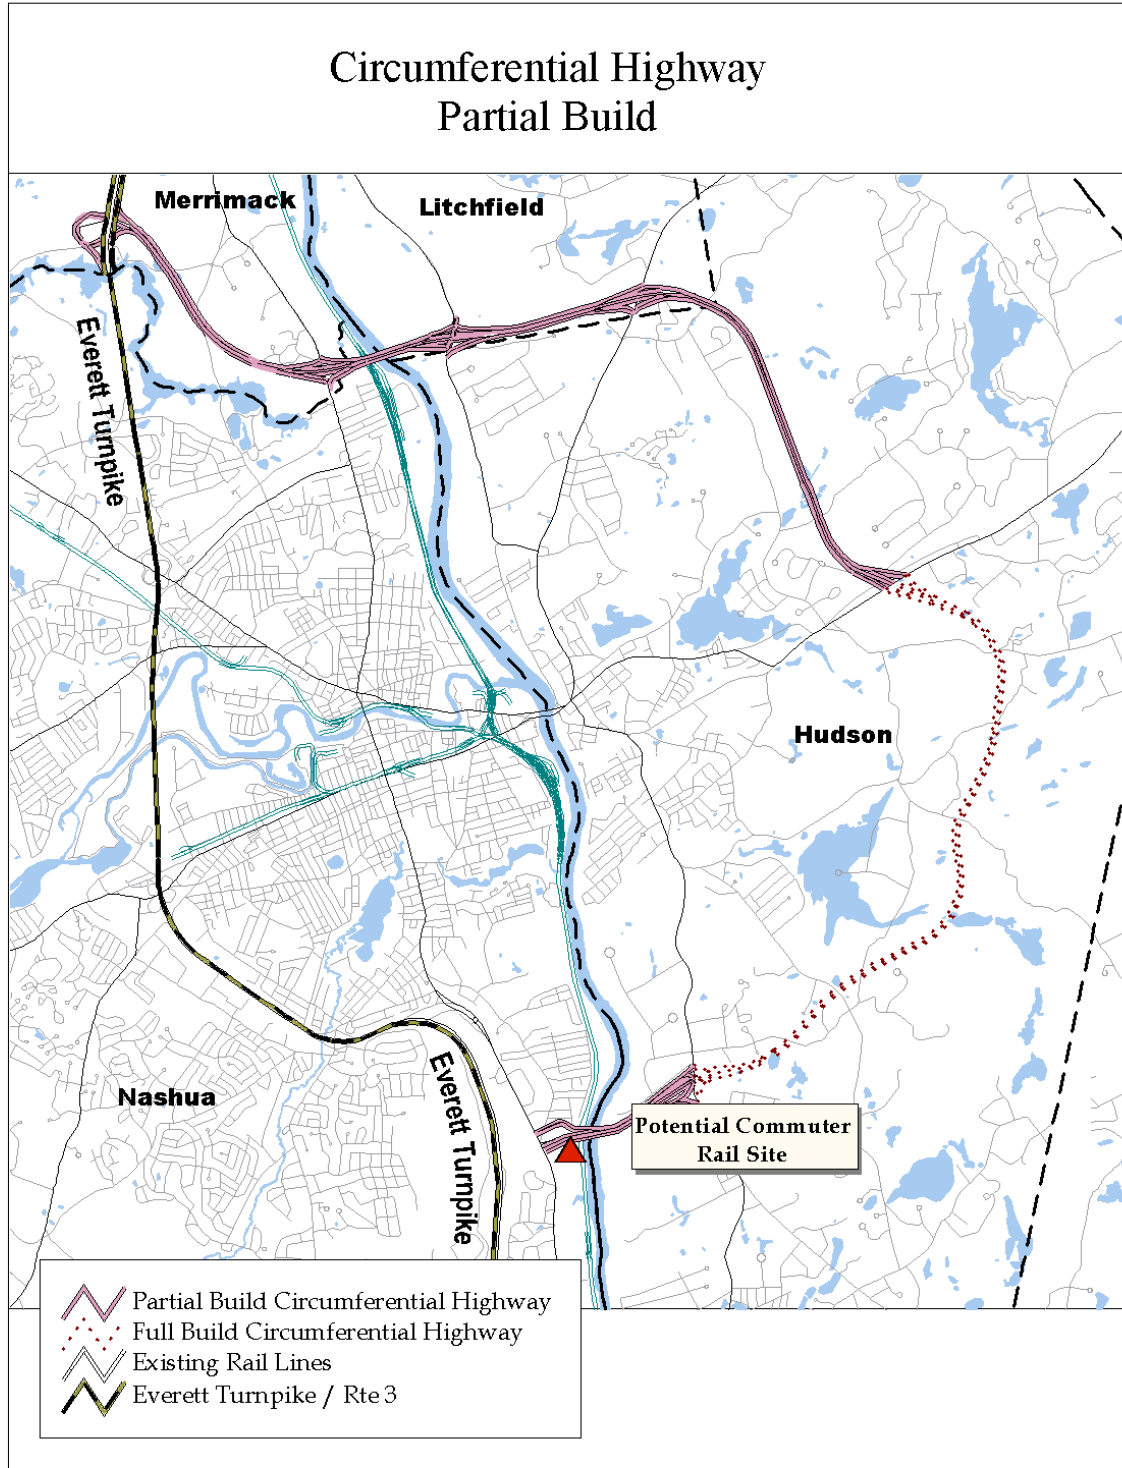 Circumferential Highway
Partial Build
Merrimack
Litchfield
Everett Turnpike
Hudson
Nashua
Everett Turnpike
Potential Commuter
Rail Site
Partial Build Circumferential Highway
Full Build Circumferential Highway
Existing Rail Lines
Everett Turnpike / Rte 3